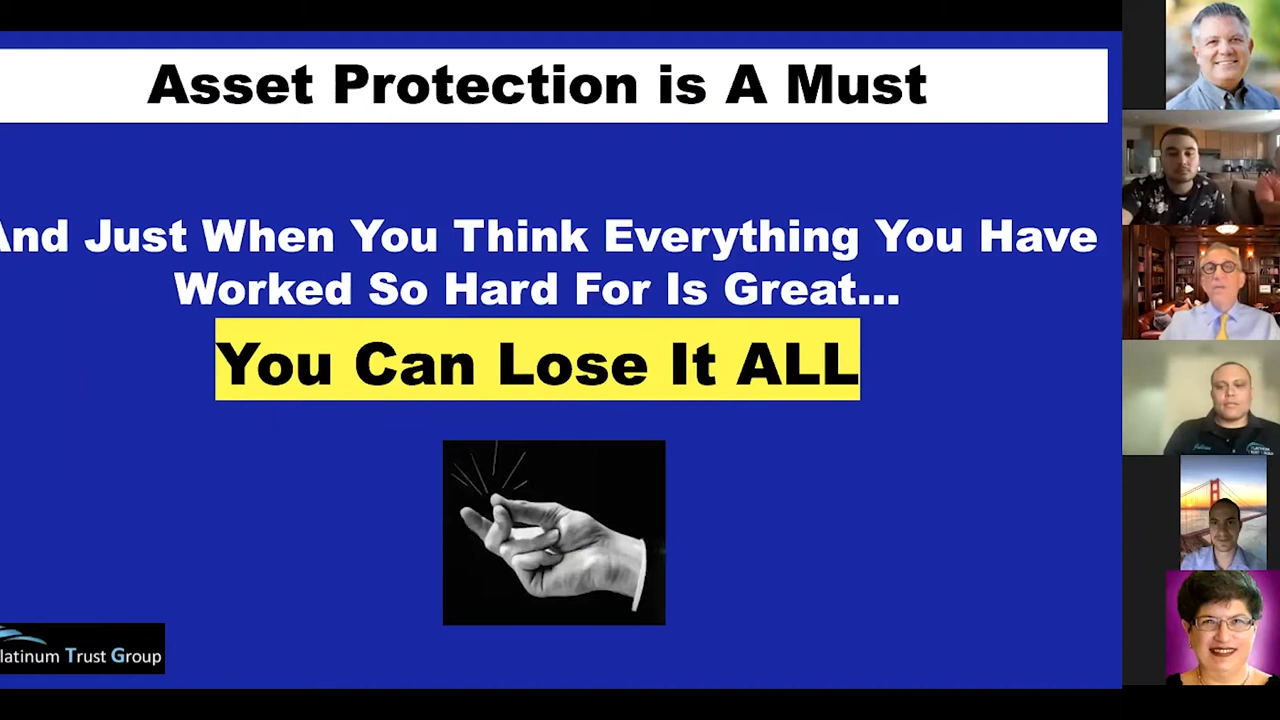 Asset Protection is A Must
And Just When You Think Everything You Have
Worked So Hard For Is Great...
You Can Lose It ALL
latinum Trust Group